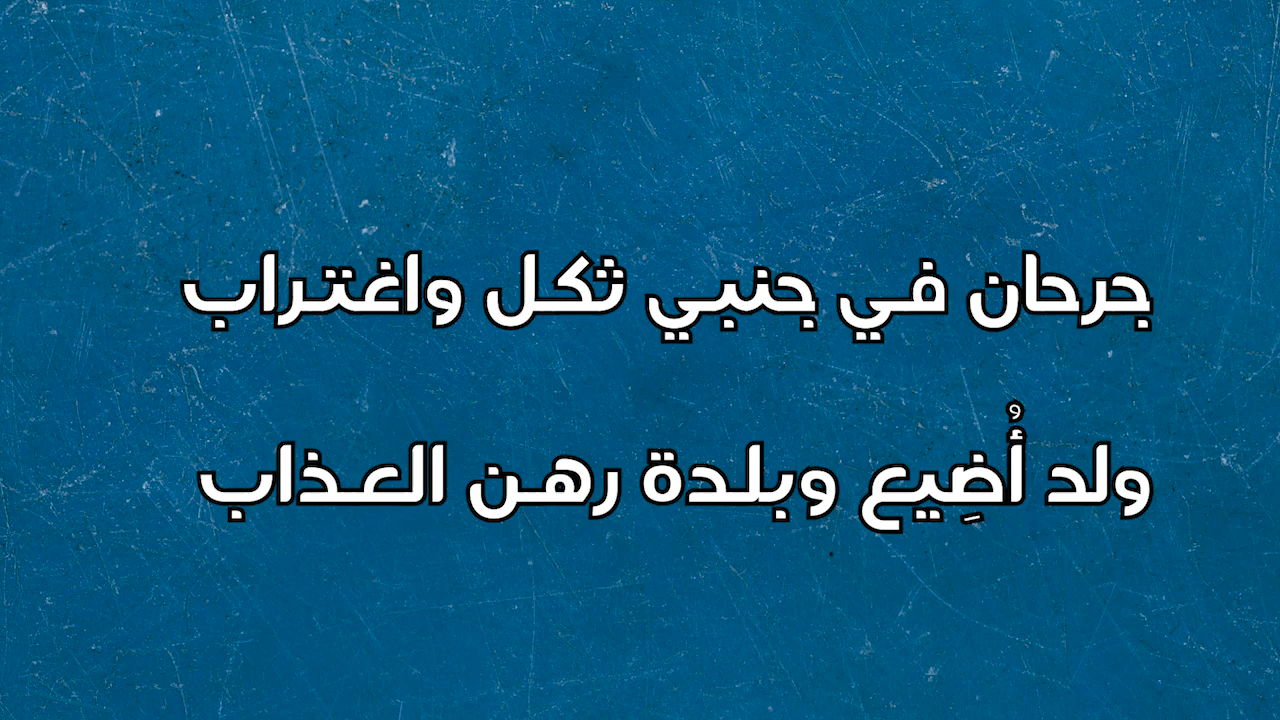 جرحان في جنبي ثكل واغتراب
ولد أُضِيع وبلدة رهن العذاب